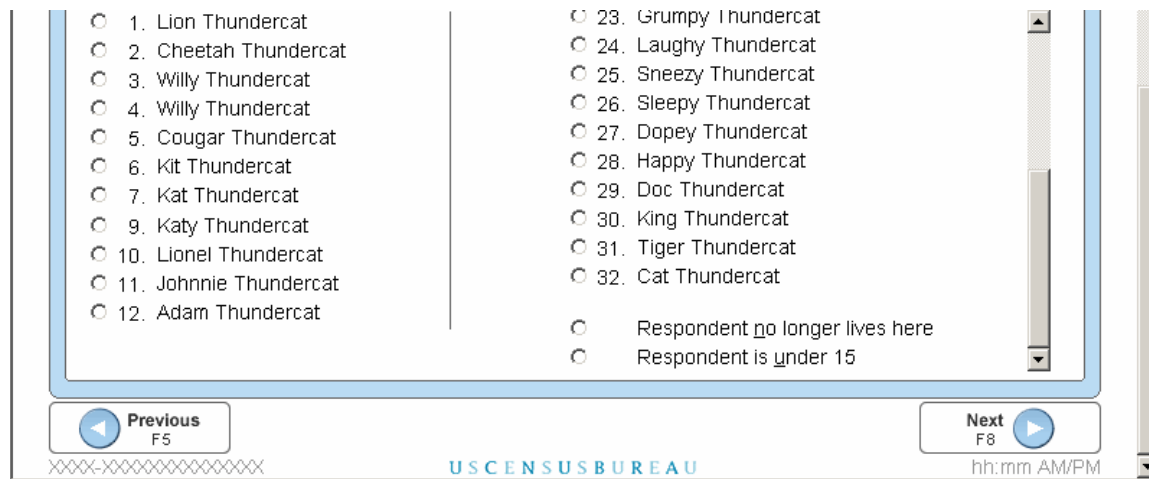 1. Lion Thundercat
2. Cheetah Thundercat
3. Willy Thundercat
4. Willy Thundercat
5. Cougar Thundercat
6. Kit Thundercat
7. Kat Thundercat
9. Katy Thundercat
10. Lionel Thundercat
11. Johnnie Thundercat
12. Adam Thundercat
23. Grumpy Thundercat
24. Laughy Thundercat
25. Sneezy Thundercat
26. Sleepy Thundercat
27. Dopey Thundercat
28. Happy Thundercat
29. Doc Thundercat
30. King Thundercat
31. Tiger Thundercat
32. Cat Thundercat
Respondent no longer lives here
Respondent is under 15
Previous
F5
Next
F8
XXXX-XXXXXXXXXXXXX
USCENSUSBUREAU
hh:mm AM/PM